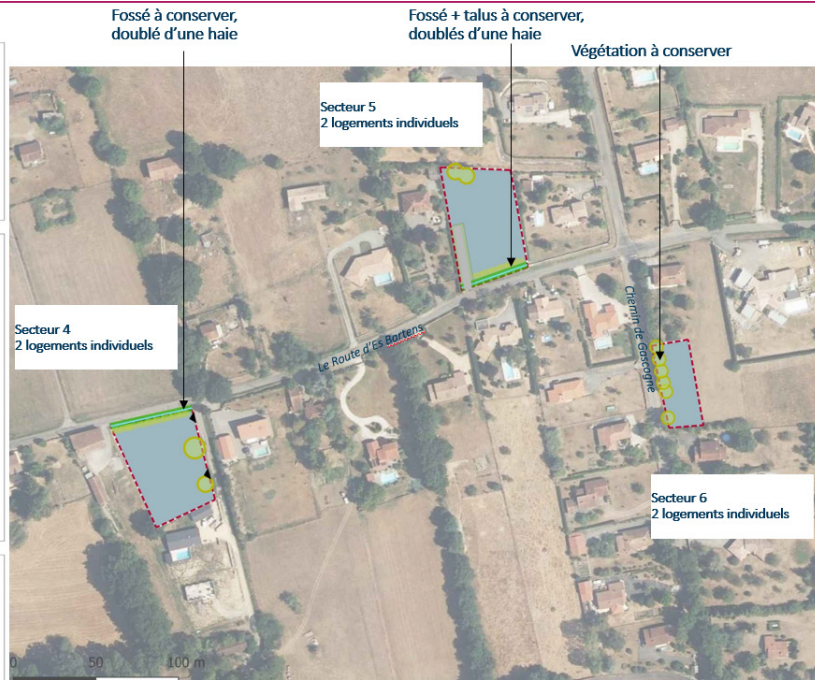 Fossé à conserver,
doublé d'une haie
Fossé + talus à conserver,
doublés d'une haie
Végétation à conserver
Secteur 5
2 logements individuels
Secteur 4
2 logements individuels
Le Route d'Es Bartens
Chemin de Gascogne
Secteur 6
2 logements individuels
0 50 100 m